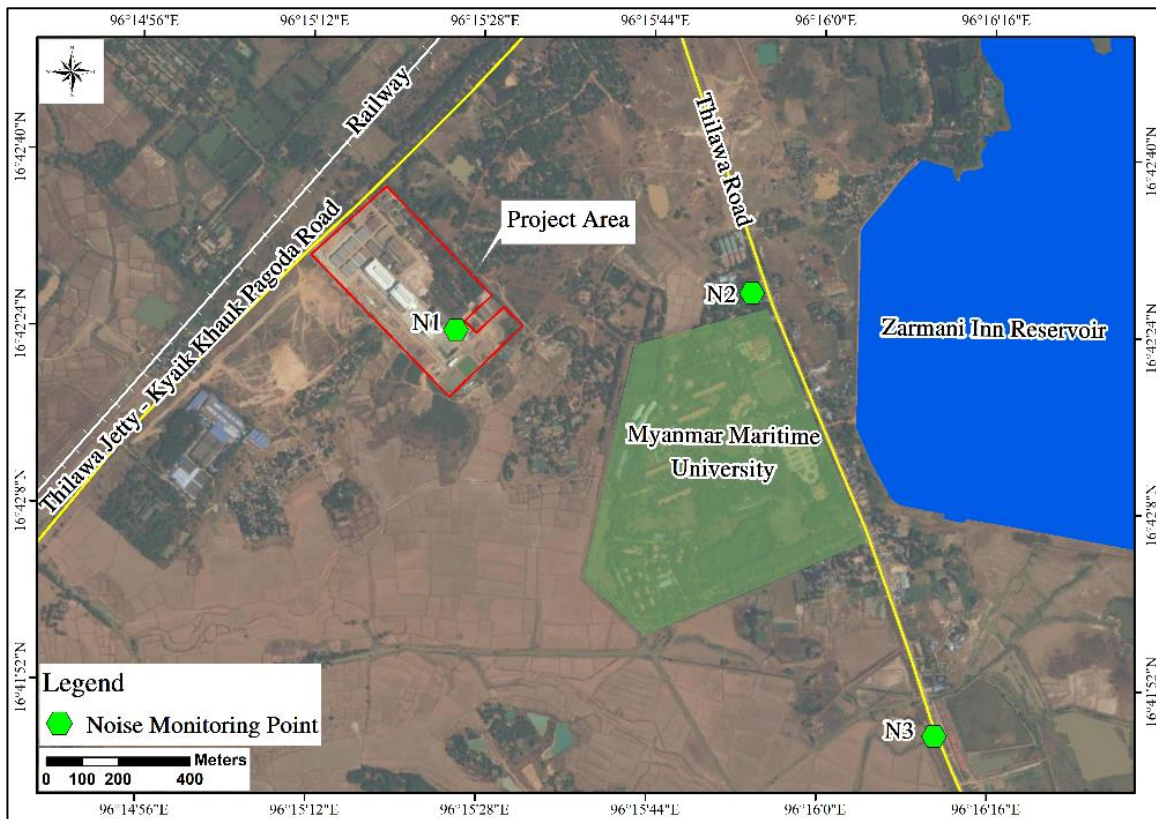 96°14'56"E 96°15'12"E 96°15'28"E 96°15'44"E 96°16'0"E 96°16'16"E
16°42'40"N
16°42'40"N
Railway
Thilawa Road
Thilawa Jetty - Kyaik Khauk Pagoda Road
Project Area
N2
16°42'24"N
N1
Zarmani Inn Reservoir
16°42'24"N
Myanmar Maritime
University
16°42'8"N
16°42'8"N
16°41'52"N
16°41'52"N
Legend
Noise Monitoring Point
N3
Meters
0 100 200 400
96°14'56"E 96°15'12"E 96°15'28"E 96°15'44"E 96°16'0"E 96°16'16"E